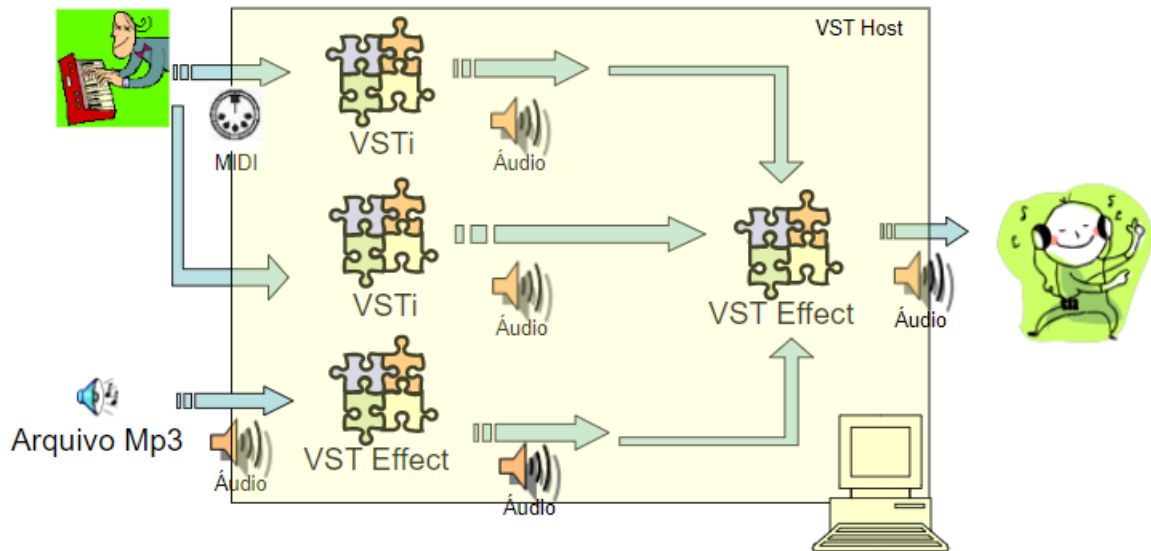 VST Host
MIDI
VSTi
Áudio
VSTi
Áudio
VST Effect
Áudio
Arquivo Mp3
Áudio
VST Effect
Áudio